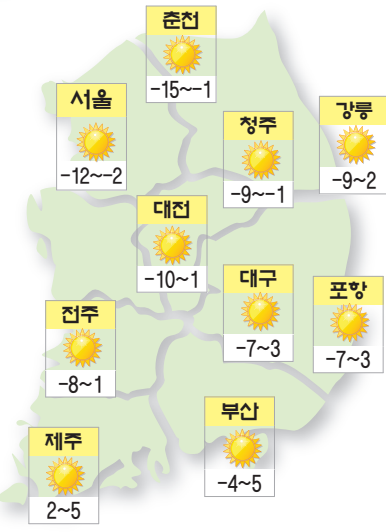 춘천
-15~-1
서울
-12~-2
청주
-9~-1
강릉
-9~2
대전
-10~1
대구
-7~3
포항
-7~3
전주
-8~1
부산
-4~5
제주
2~5